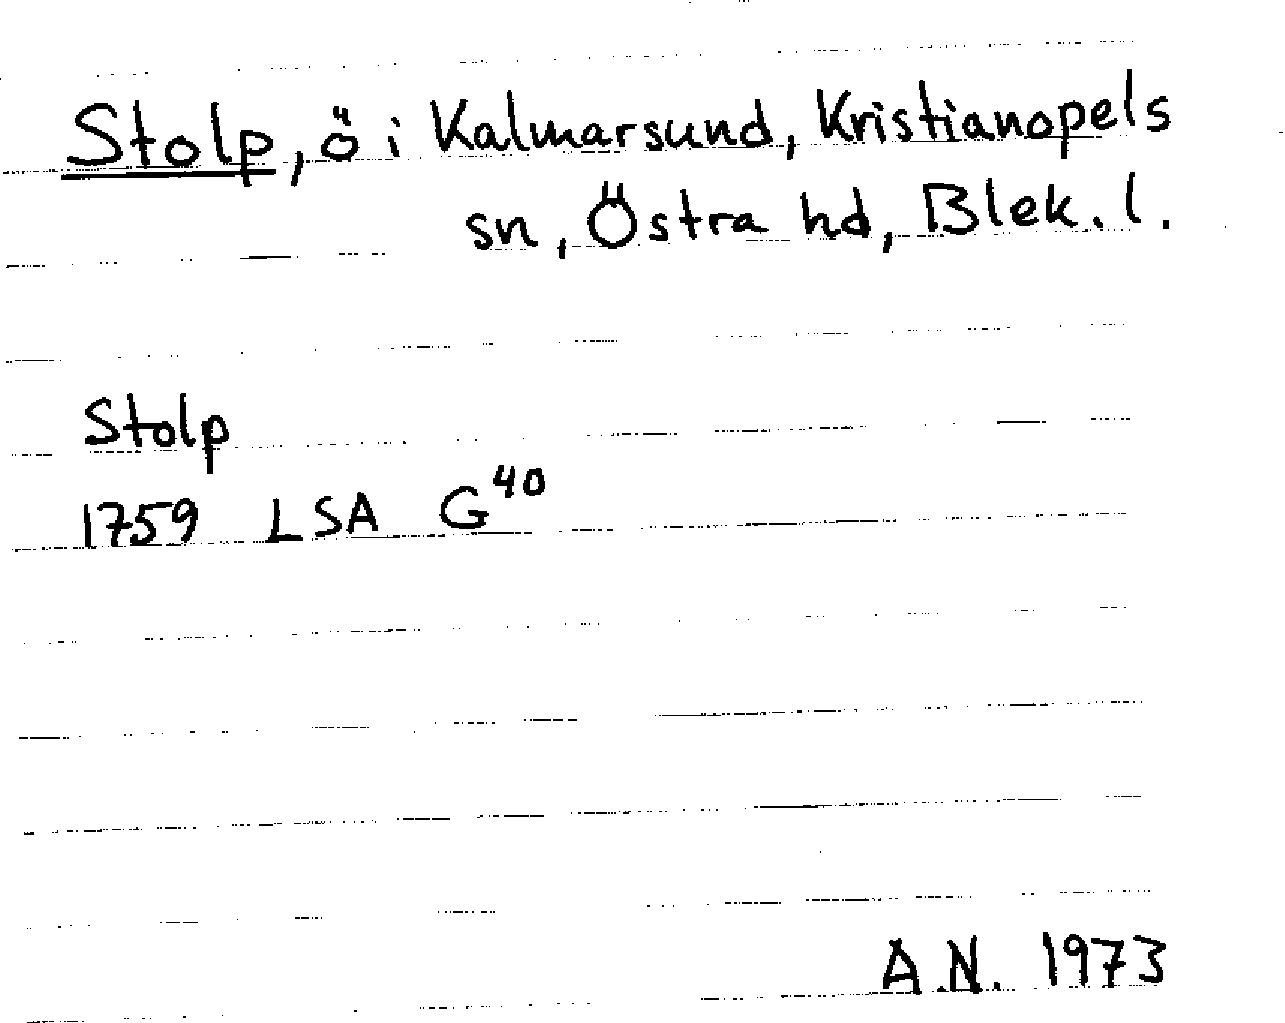 Stolp, ö i Kalmarsund, Kristianopels
sn, Östra hd, Blek. l.
Stolp
1759 LSA G⁴⁰
A.N. 1973